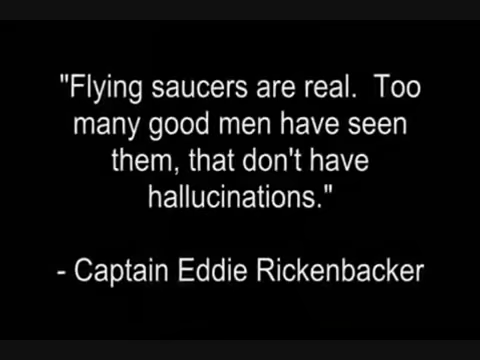 "Flying saucers are real.  Too
many good men have seen
them, that don't have
hallucinations."
- Captain Eddie Rickenbacker